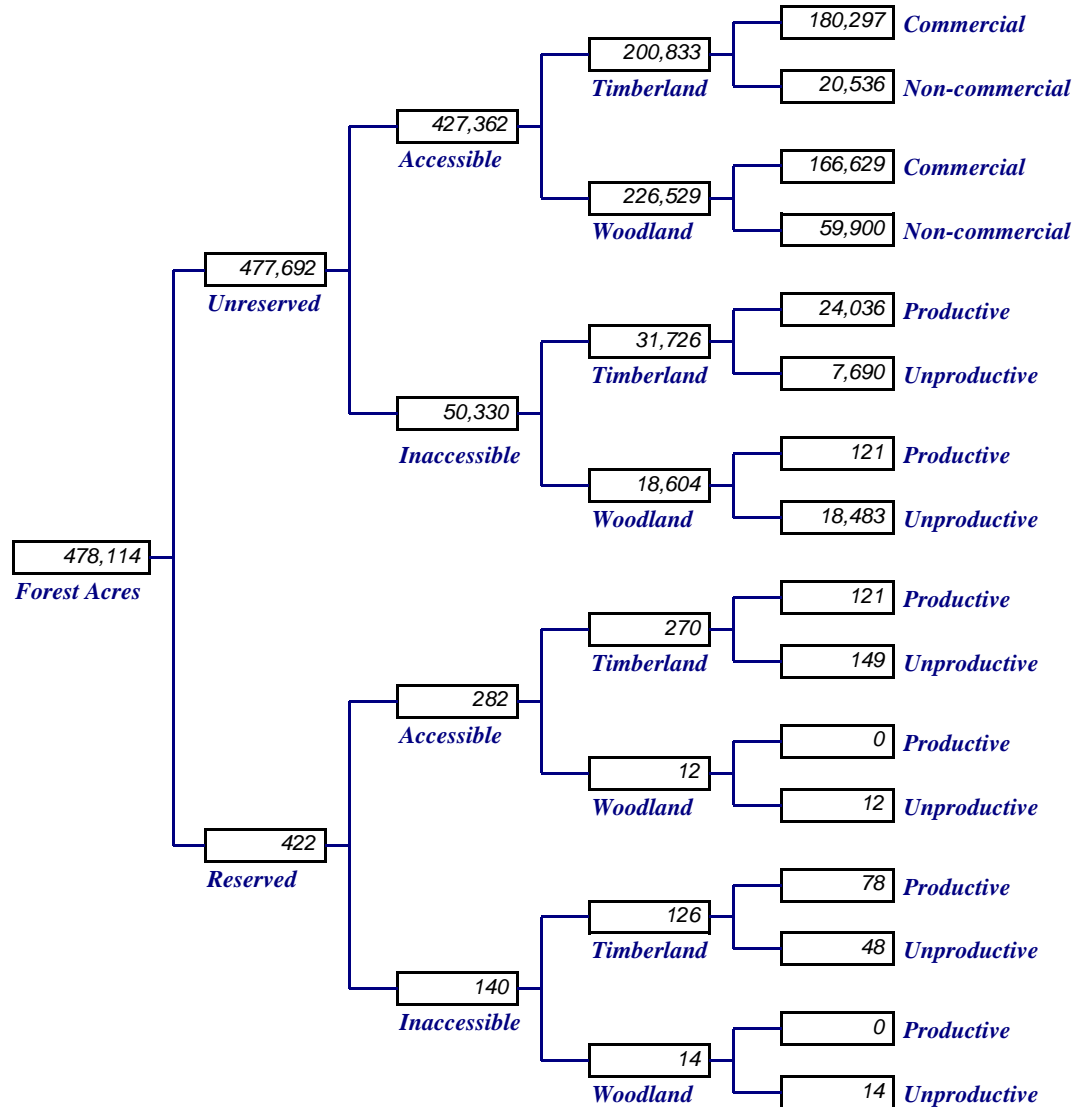 180,297 Commercial
200,833
Timberland
20,536 Non-commercial
427,362
Accessible
166,629 Commercial
226,529
Woodland
59,900 Non-commercial
477,692
Unreserved
24,036 Productive
31,726
Timberland
7,690 Unproductive
50,330
Inaccessible
121 Productive
18,604
Woodland
18,483 Unproductive
478,114
Forest Acres
121 Productive
270
Timberland
149 Unproductive
282
Accessible
0 Productive
12
Woodland
12 Unproductive
422
Reserved
78 Productive
126
Timberland
48 Unproductive
140
Inaccessible
0 Productive
14
Woodland
14 Unproductive